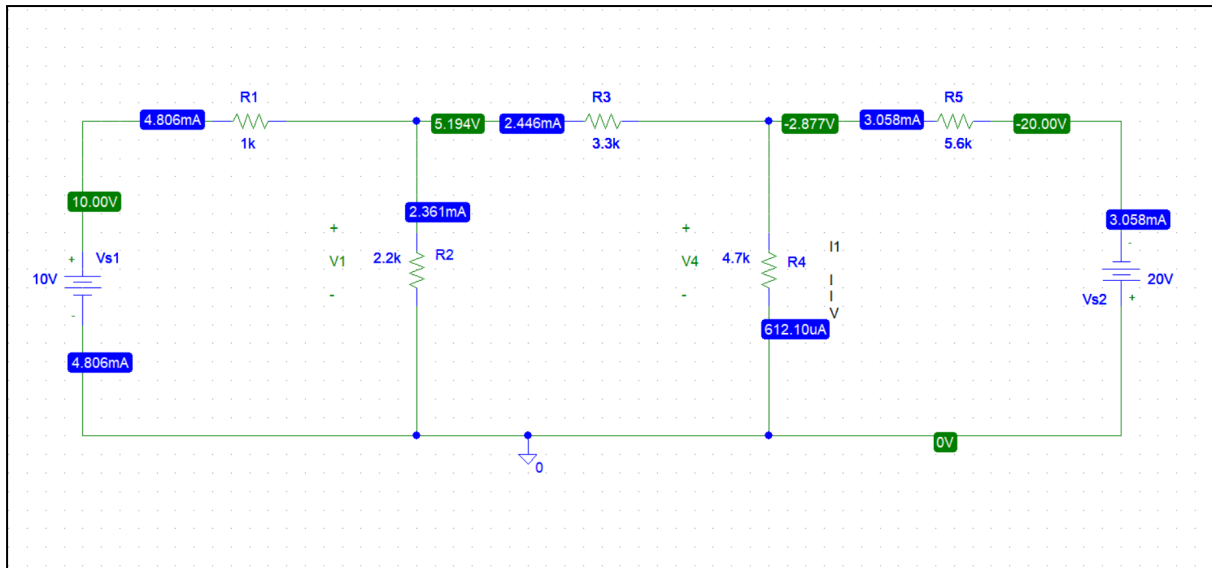 R1
R3
R5
4.806mA
5.194V
2.446mA
-2.877V
3.058mA
-20.00V
1k
3.3k
5.6k
10.00V
2.361mA
3.058mA
+
+
I1
-
+
Vs1
V1
2.2k
R2
V4
4.7k
R4
10V
20V
I
I
V
-
-
Vs2
+
-
612.10uA
4.806mA
0V
0